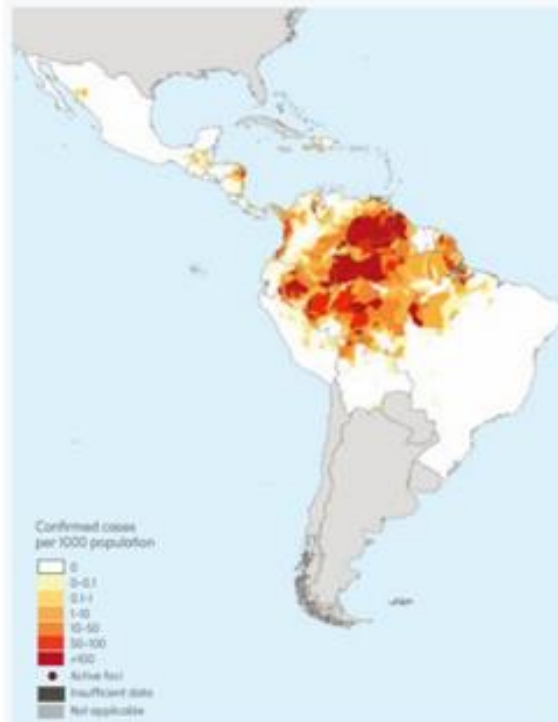 Confirmed cases
per 1000 population
0
0–0.1
0.1–1
1–10
10–50
50–100
>100
Active foci
Insufficient data
Not applicable